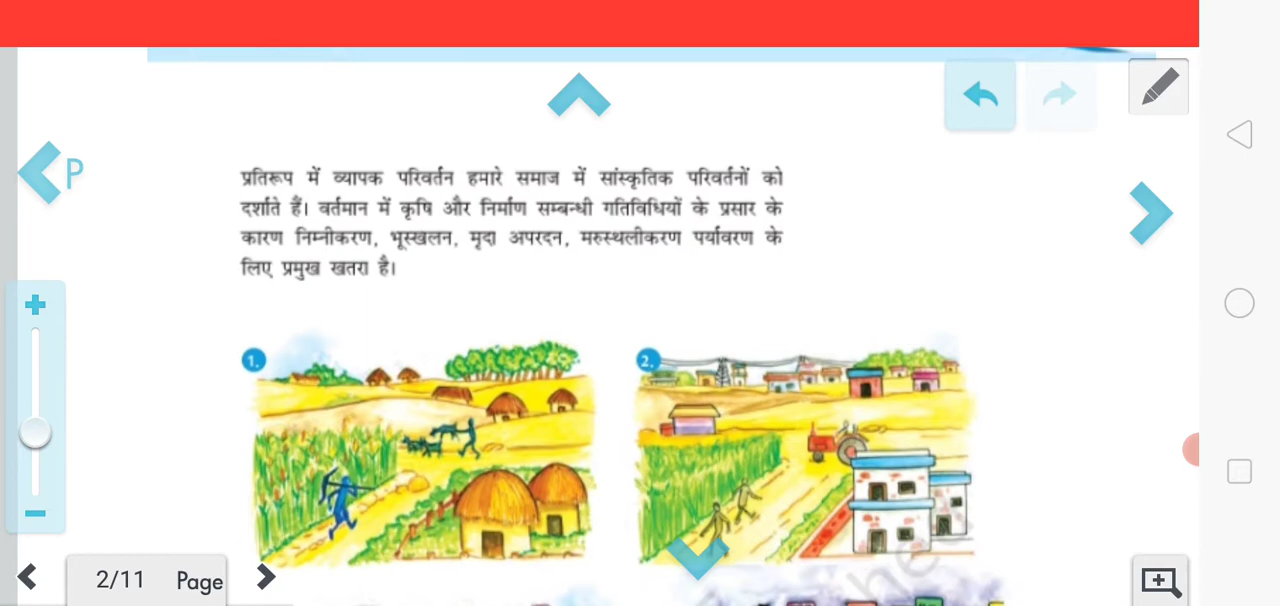 P
प्रतिरूप में व्यापक परिवर्तन हमारे समाज में सांस्कृतिक परिवर्तनों को
दर्शाते हैं। वर्तमान में कृषि और निर्माण सम्बन्धी गतिविधियों के प्रसार के
कारण निम्नीकरण, भूस्खलन, मृदा अपरदन, मरुस्थलीकरण पर्यावरण के
लिए प्रमुख खतरा है।
1.
2.
2/11 Page